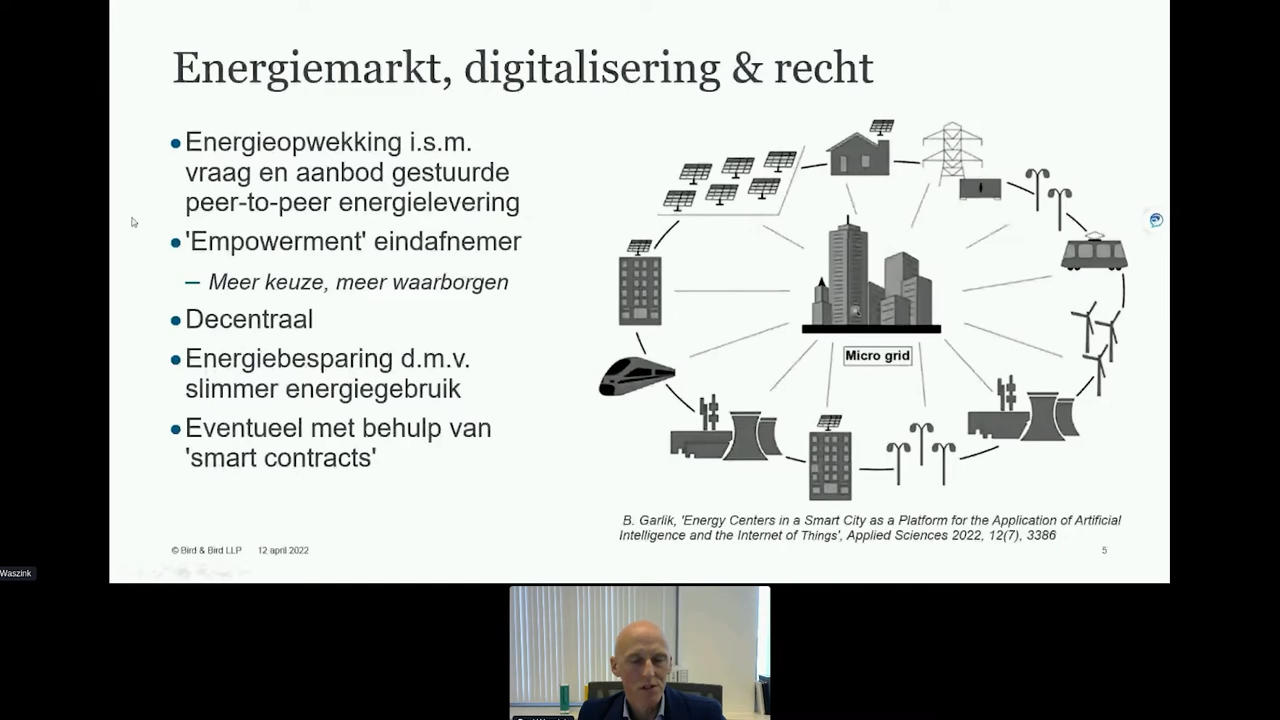 Energiemarkt, digitalisering & recht
Energieopwekking i.s.m.
vraag en aanbod gestuurde
peer-to-peer energielevering
'Empowerment' eindafnemer
– Meer keuze, meer waarborgen
Decentraal
Energiebesparing d.m.v.
slimmer energiegebruik
Eventueel met behulp van
'smart contracts'
Micro grid
B. Garlik, 'Energy Centers in a Smart City as a Platform for the Application of Artificial
Intelligence and the Internet of Things', Applied Sciences 2022, 12(7), 3386
© Bird & Bird LLP 12 april 2022
5
Waszink